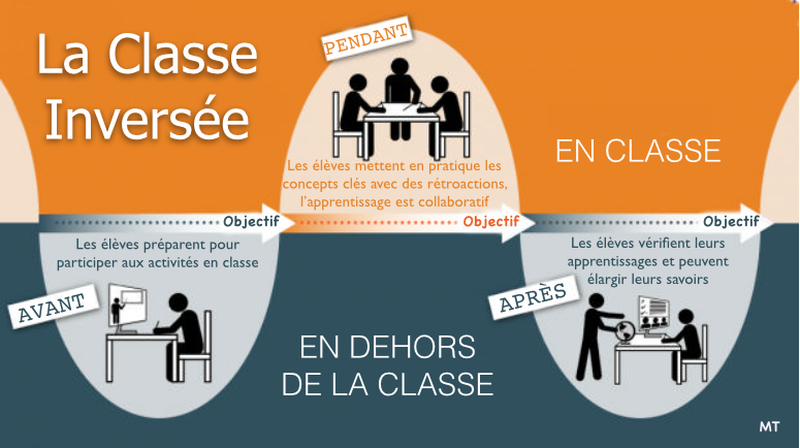 La Classe
Inversée
PENDANT
Les élèves mettent en pratique les
concepts clés avec des rétroactions,
l'apprentissage est collaboratif
EN CLASSE
Objectif
Objectif
Objectif
Les élèves préparent pour
participer aux activités en classe
AVANT
EN DEHORS
DE LA CLASSE
Les élèves vérifient leurs
apprentissages et peuvent
élargir leurs savoirs
APRÈS
MT